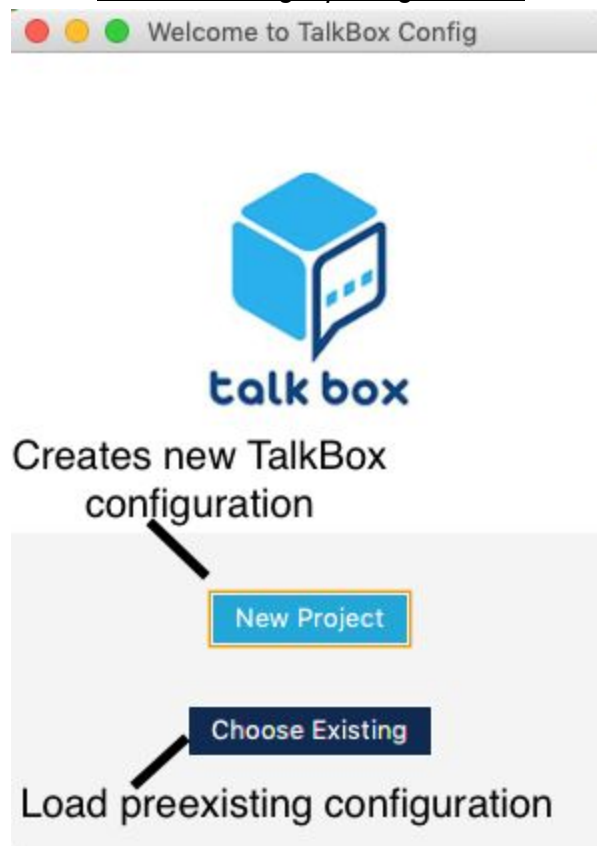 Welcome to TalkBox Config
talk box
Creates new TalkBox
configuration
New Project
Choose Existing
Load preexisting configuration